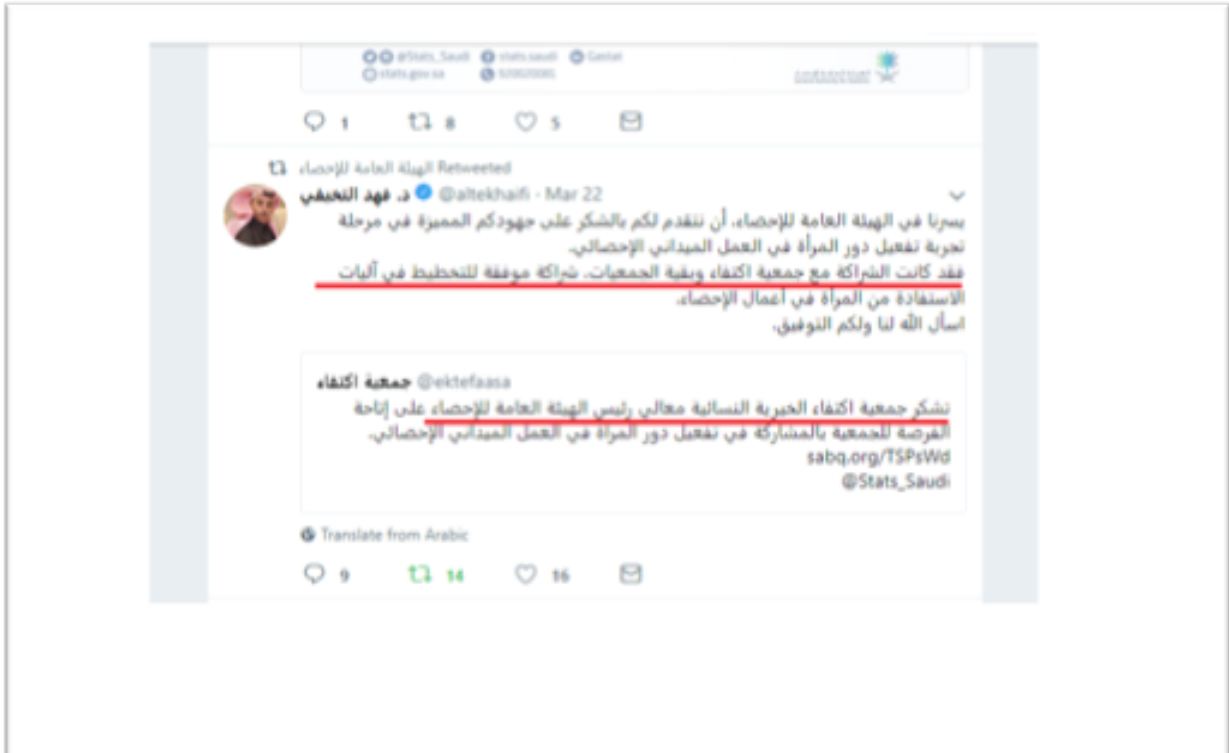 @Stats_Saudi stats.saudi Gastat
stats.gov.sa 920020081
1 8 5
الهيئة العامة للإحصاء Retweeted
د. فهد التخيفي @altekhaifi - Mar 22
يسرنا في الهيئة العامة للإحصاء، أن نتقدم لكم بالشكر على جهودكم المميزة في مرحلة
تجربة تفعيل دور المرأة في العمل الميداني الإحصائي.
فقد كانت الشراكة مع جمعية اكتفاء وبقية الجمعيات، شراكة موفقة للتخطيط في آليات
الاستفادة من المرأة في أعمال الإحصاء.
اسأل الله لنا ولكم التوفيق.
جمعية اكتفاء @ektefaasa
تشكر جمعية اكتفاء الخيرية النسائية معالي رئيس الهيئة العامة للإحصاء على إتاحة
الفرصة للجمعية بالمشاركة في تفعيل دور المرأة في العمل الميداني الإحصائي.
sabq.org/TSPsWd
@Stats_Saudi
Translate from Arabic
9 14 16